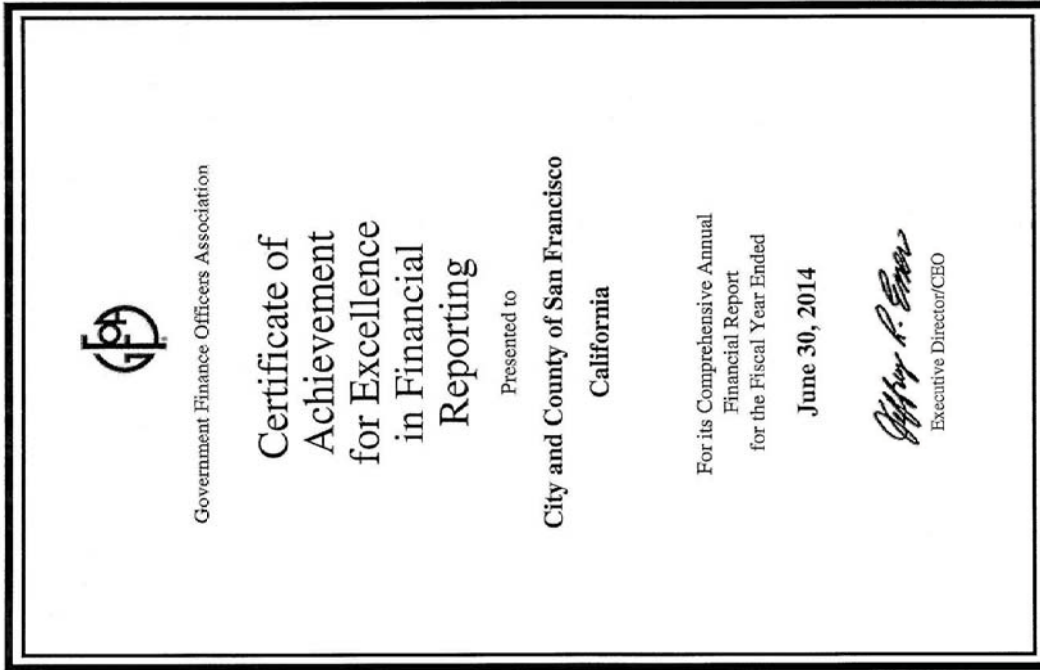 Government Finance Officers Association
Certificate of
Achievement
for Excellence
in Financial
Reporting
Presented to
City and County of San Francisco
California
For its Comprehensive Annual
Financial Report
for the Fiscal Year Ended
June 30, 2014
Jeffrey R. Enen
Executive Director/CEO